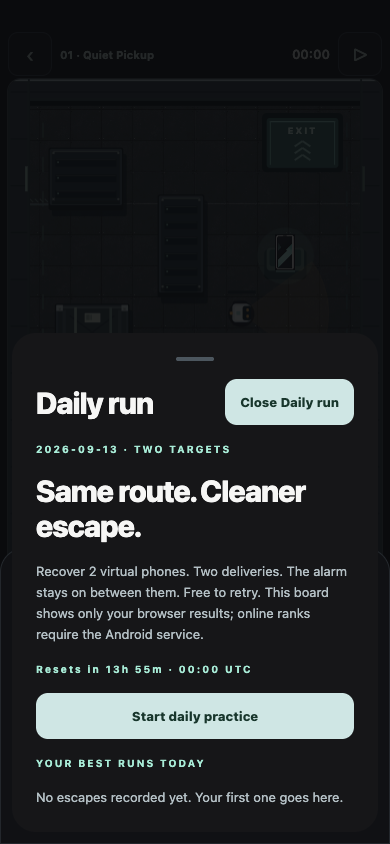 01 · Quiet Pickup
00:00
EXIT
Daily run
Close Daily run
2026-09-13 · TWO TARGETS
Same route. Cleaner
escape.
Recover 2 virtual phones. Two deliveries. The alarm
stays on between them. Free to retry. This board
shows only your browser results; online ranks
require the Android service.
Resets in 13h 55m · 00:00 UTC
Start daily practice
YOUR BEST RUNS TODAY
No escapes recorded yet. Your first one goes here.